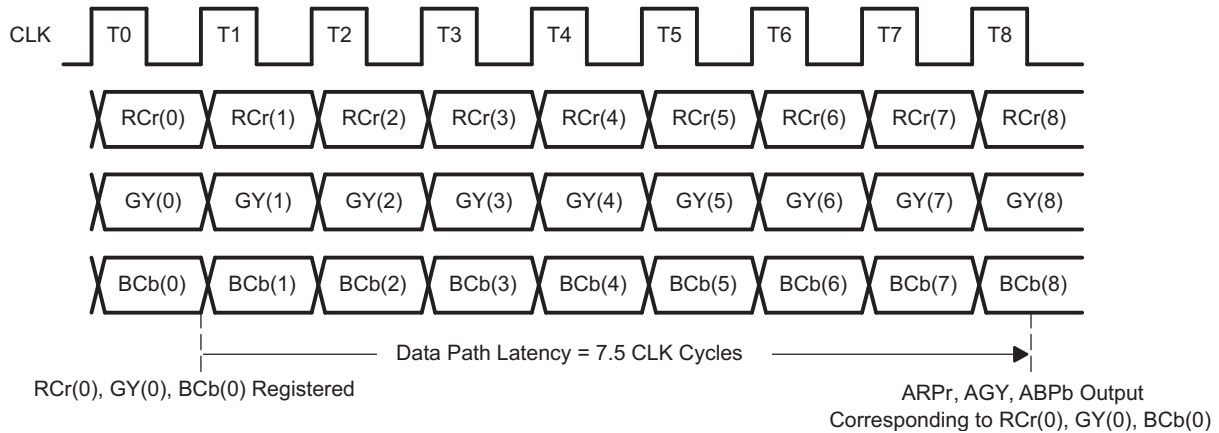 CLK T0 T1 T2 T3 T4 T5 T6 T7 T8
RCr(0) RCr(1) RCr(2) RCr(3) RCr(4) RCr(5) RCr(6) RCr(7) RCr(8)
GY(0) GY(1) GY(2) GY(3) GY(4) GY(5) GY(6) GY(7) GY(8)
BCb(0) BCb(1) BCb(2) BCb(3) BCb(4) BCb(5) BCb(6) BCb(7) BCb(8)
Data Path Latency = 7.5 CLK Cycles
RCr(0), GY(0), BCb(0) Registered
ARPr, AGY, ABPb Output
Corresponding to RCr(0), GY(0), BCb(0)